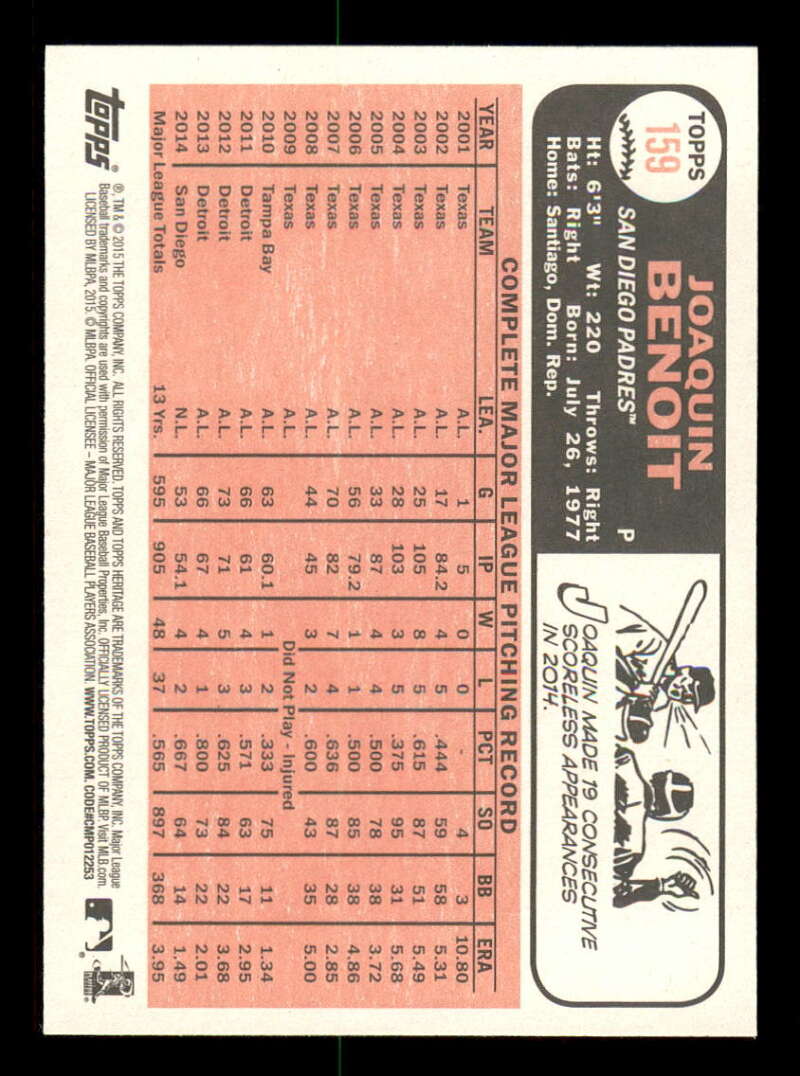 TOPPS
159
JOAQUIN
BENOIT
SAN DIEGO PADRES™ P
Ht: 6'3" Wt: 220 Throws: Right
Bats: Right Born: July 26, 1977
Home: Santiago, Dom. Rep.
JOAQUIN MADE 19 CONSECUTIVE
SCORELESS APPEARANCES
IN 2014.
COMPLETE MAJOR LEAGUE PITCHING RECORD
YEAR TEAM LEA. G IP W L PCT SO BB ERA
2001 Texas A.L. 1 5 0 0 - 4 3 10.80
2002 Texas A.L. 17 84.2 4 5 .444 59 58 5.31
2003 Texas A.L. 25 105 8 5 .615 87 51 5.49
2004 Texas A.L. 28 103 3 5 .375 95 31 5.68
2005 Texas A.L. 33 87 4 4 .500 78 38 3.72
2006 Texas A.L. 56 79.2 1 1 .500 85 38 4.86
2007 Texas A.L. 70 82 7 4 .636 87 28 2.85
2008 Texas A.L. 44 45 3 2 .600 43 35 5.00
2009 Texas A.L. Did Not Play - Injured
2010 Tampa Bay A.L. 63 60.1 1 2 .333 75 11 1.34
2011 Detroit A.L. 66 61 4 3 .571 63 17 2.95
2012 Detroit A.L. 73 71 5 3 .625 84 22 3.68
2013 Detroit A.L. 66 67 4 1 .800 73 22 2.01
2014 San Diego N.L. 53 54.1 4 2 .667 64 14 1.49
Major League Totals 13 Yrs. 595 905 48 37 .565 897 368 3.95
topps®
®, TM & © 2015 THE TOPPS COMPANY, INC. ALL RIGHTS RESERVED. TOPPS AND TOPPS HERITAGE ARE TRADEMARKS OF THE TOPPS COMPANY, INC. Major League
Baseball trademarks and copyrights are used with permission of Major League Baseball Properties, Inc. OFFICIALLY LICENSED PRODUCT OF MLBP. Visit MLB.com.
LICENSED BY MLBPA, 2015. © MLBPA. OFFICIAL LICENSEE – MAJOR LEAGUE BASEBALL PLAYERS ASSOCIATION. WWW.TOPPS.COM. CODE#CMP012253